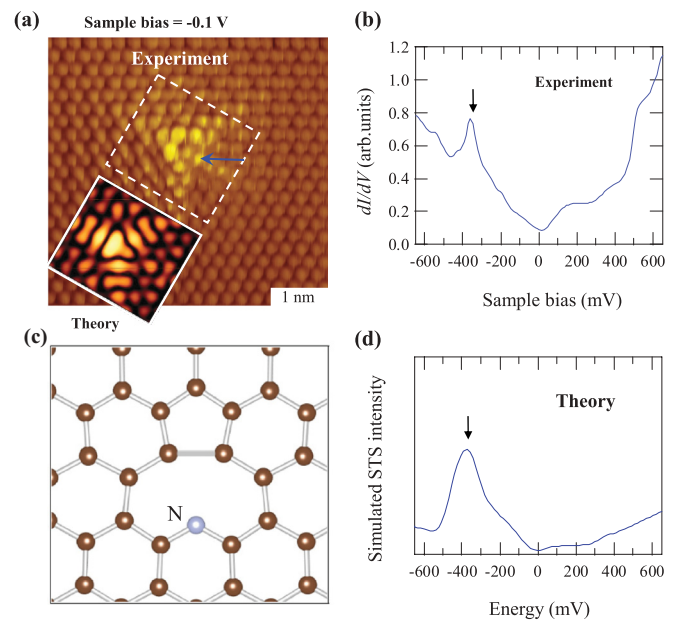 (a)
Sample bias = -0.1 V
Experiment
1 nm
Theory
(b)
1.2
1.0
0.8
0.6
0.4
0.2
0.0
dI/dV (arb.units)
Experiment
-600 -400 -200 0 200 400 600
Sample bias (mV)
(c)
N
(d)
Simulated STS intensity
Theory
-600 -400 -200 0 200 400 600
Energy (mV)